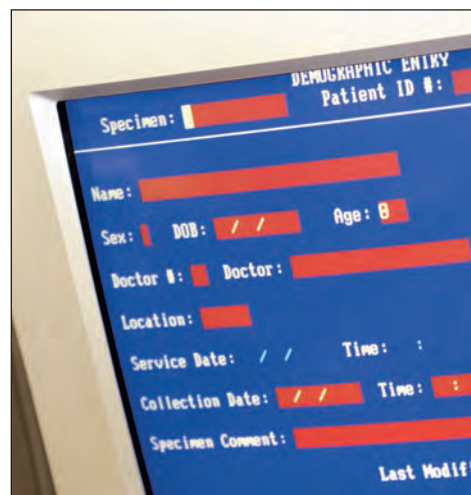 DEMOGRAPHIC ENTRY
Specimen: Patient ID #:
Name:
Sex: DOB: / / Age: 0
Doctor #: Doctor:
Location:
Service Date: / / Time: :
Collection Date: / / Time: :
Specimen Comment:
Last